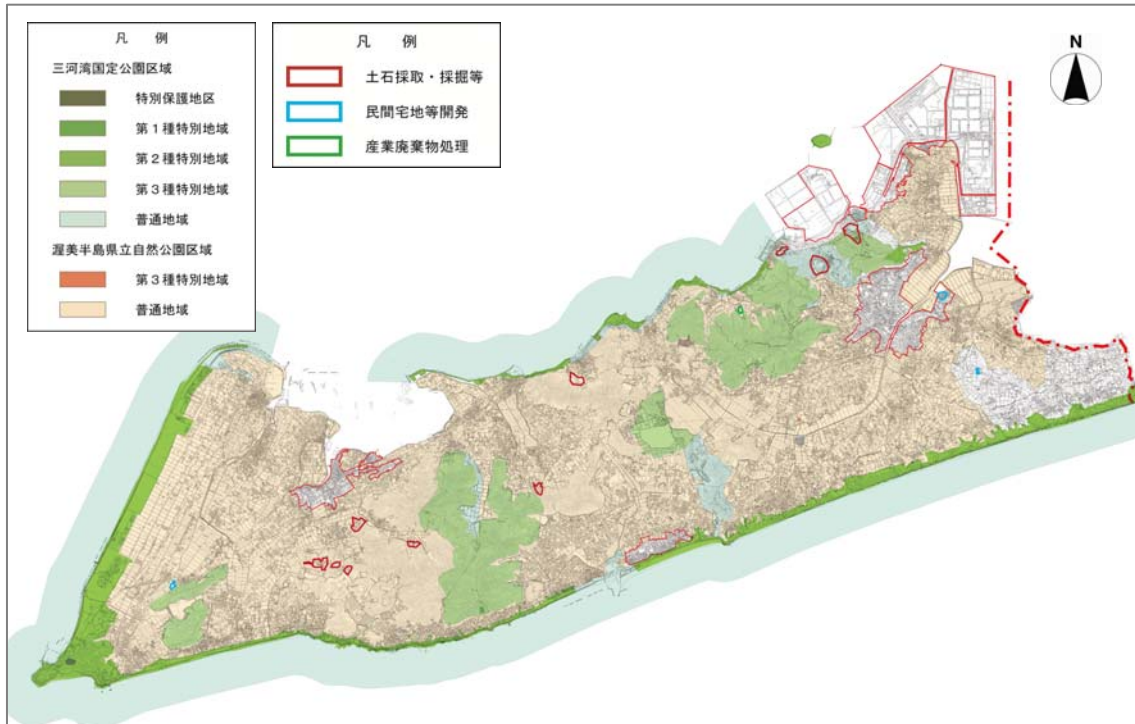 凡 例
三河湾国定公園区域
特別保護地区
第1種特別地域
第2種特別地域
第3種特別地域
普通地域
渥美半島県立自然公園区域
第3種特別地域
普通地域
凡 例
土石採取・採掘等
民間宅地等開発
産業廃棄物処理
N